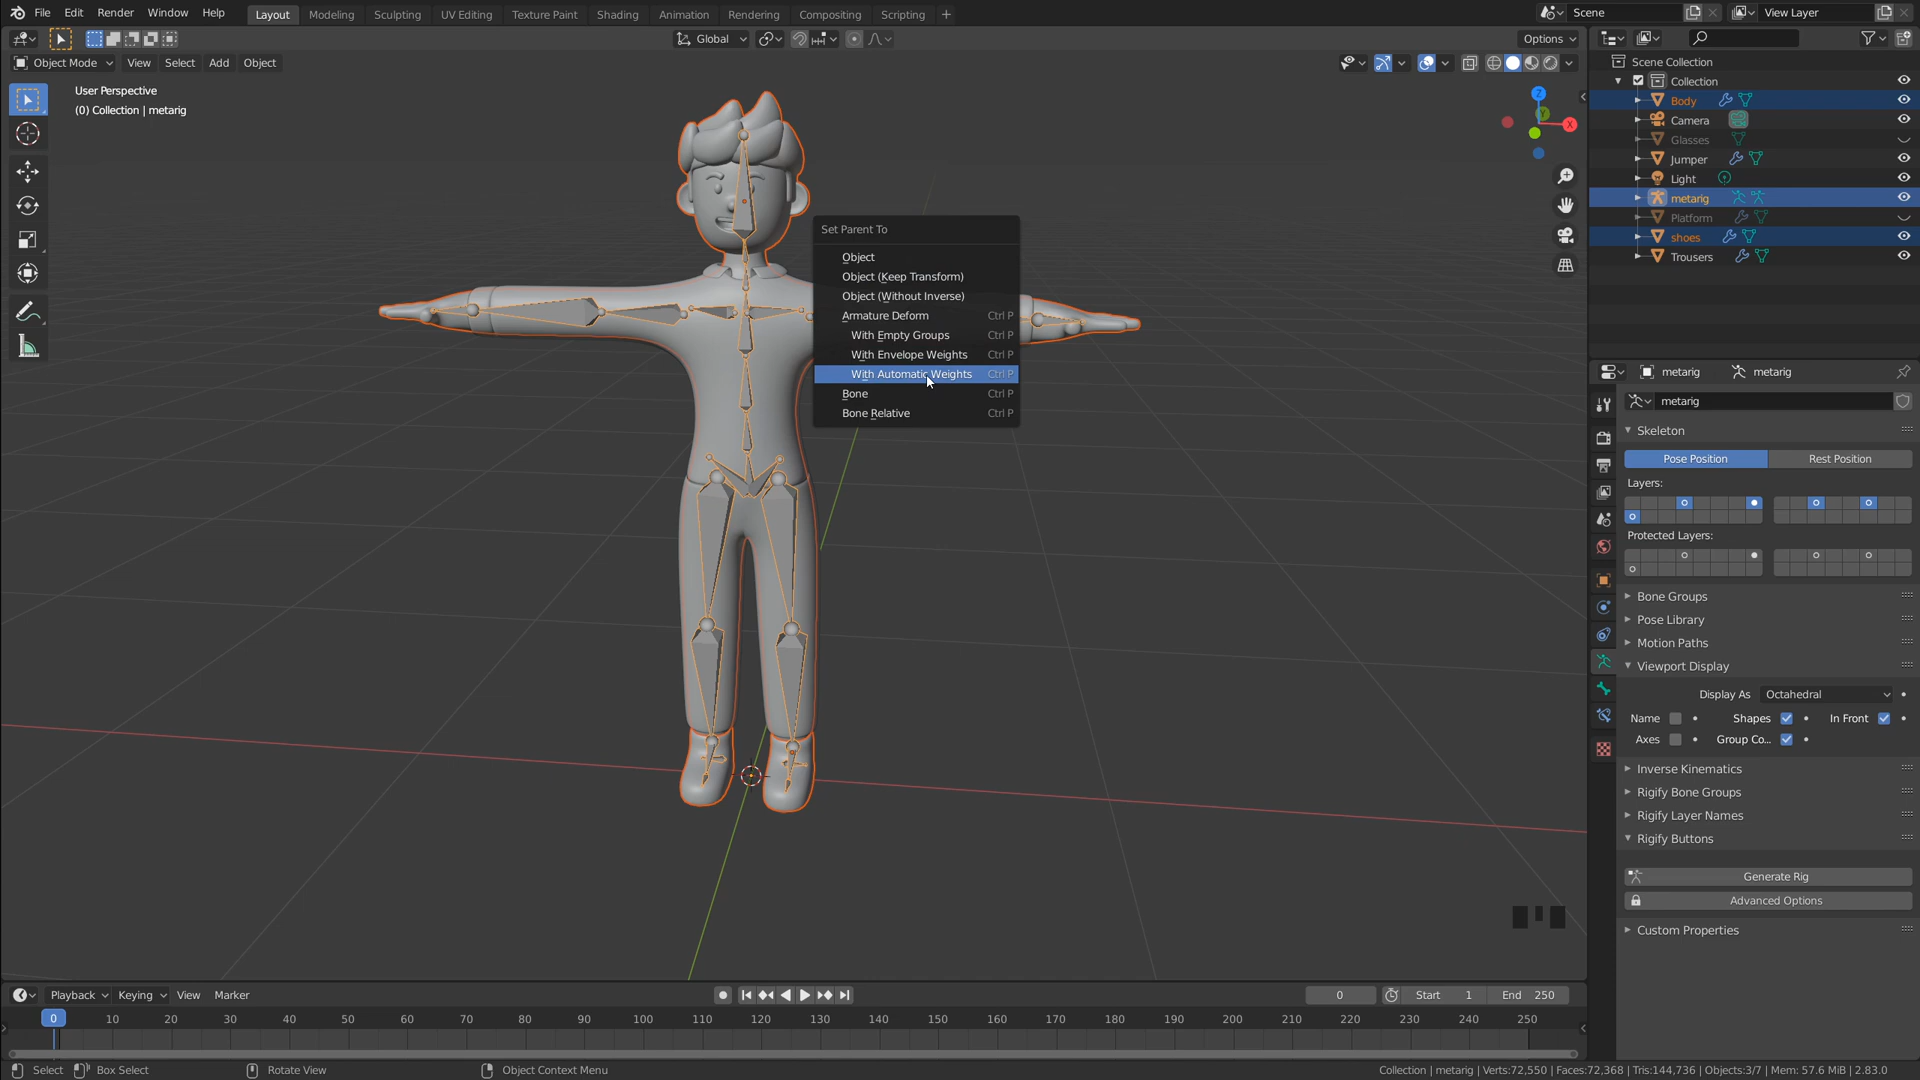 File Edit Render Window Help Layout Modeling Sculpting UV Editing Texture Paint Shading Animation Rendering Compositing Scripting + Scene View Layer
Global Options
Object Mode View Select Add Object
User Perspective
(0) Collection | metarig
Z
Y
X
Set Parent To
Object
Object (Keep Transform)
Object (Without Inverse)
Armature Deform Ctrl P
With Empty Groups Ctrl P
With Envelope Weights Ctrl P
With Automatic Weights Ctrl P
Bone Ctrl P
Bone Relative Ctrl P
Scene Collection
Collection
Body
Camera
Glasses
Jumper
Light
metarig
Platform
shoes
Trousers
metarig metarig
metarig
Skeleton
Pose Position Rest Position
Layers:
Protected Layers:
Bone Groups
Pose Library
Motion Paths
Viewport Display
Display As Octahedral
Name Shapes In Front
Axes Group Co...
Inverse Kinematics
Rigify Bone Groups
Rigify Layer Names
Rigify Buttons
Generate Rig
Advanced Options
Custom Properties
Playback Keying View Marker 0 Start 1 End 250
0 10 20 30 40 50 60 70 80 90 100 110 120 130 140 150 160 170 180 190 200 210 220 230 240 250
Select Box Select Rotate View Object Context Menu Collection | metarig | Verts:72,550 | Faces:72,368 | Tris:144,736 | Objects:3/7 | Mem: 57.6 MiB | 2.83.0